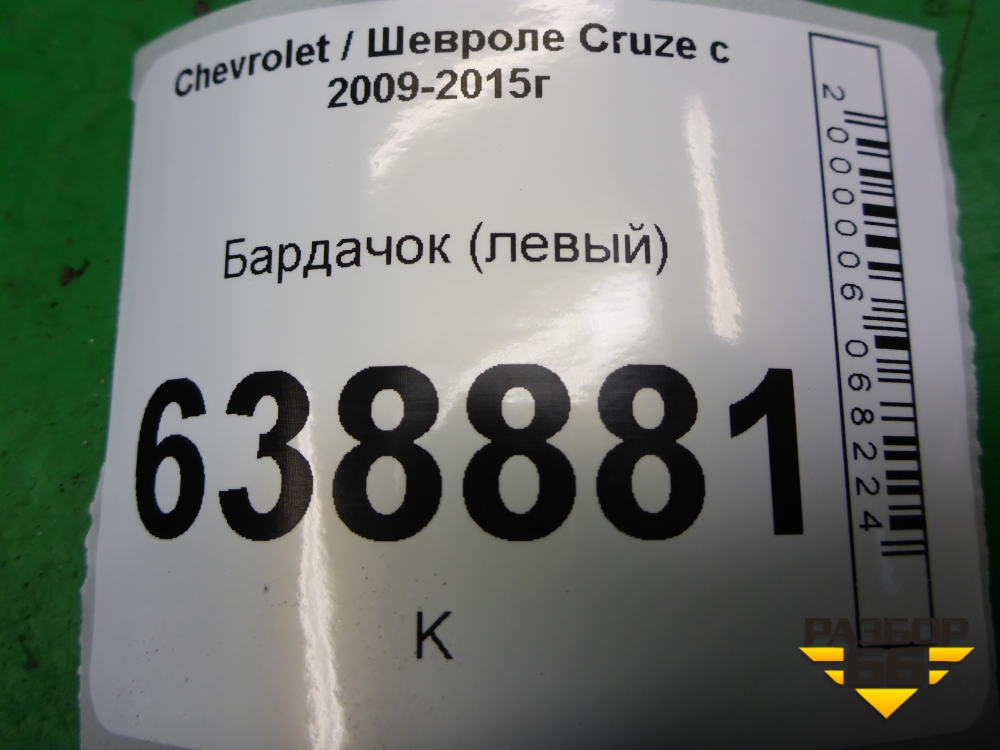 Chevrolet / Шевроле Cruze с
2009-2015г
Бардачок (левый)
638881
К
2000006068224
РАЗБОР
66